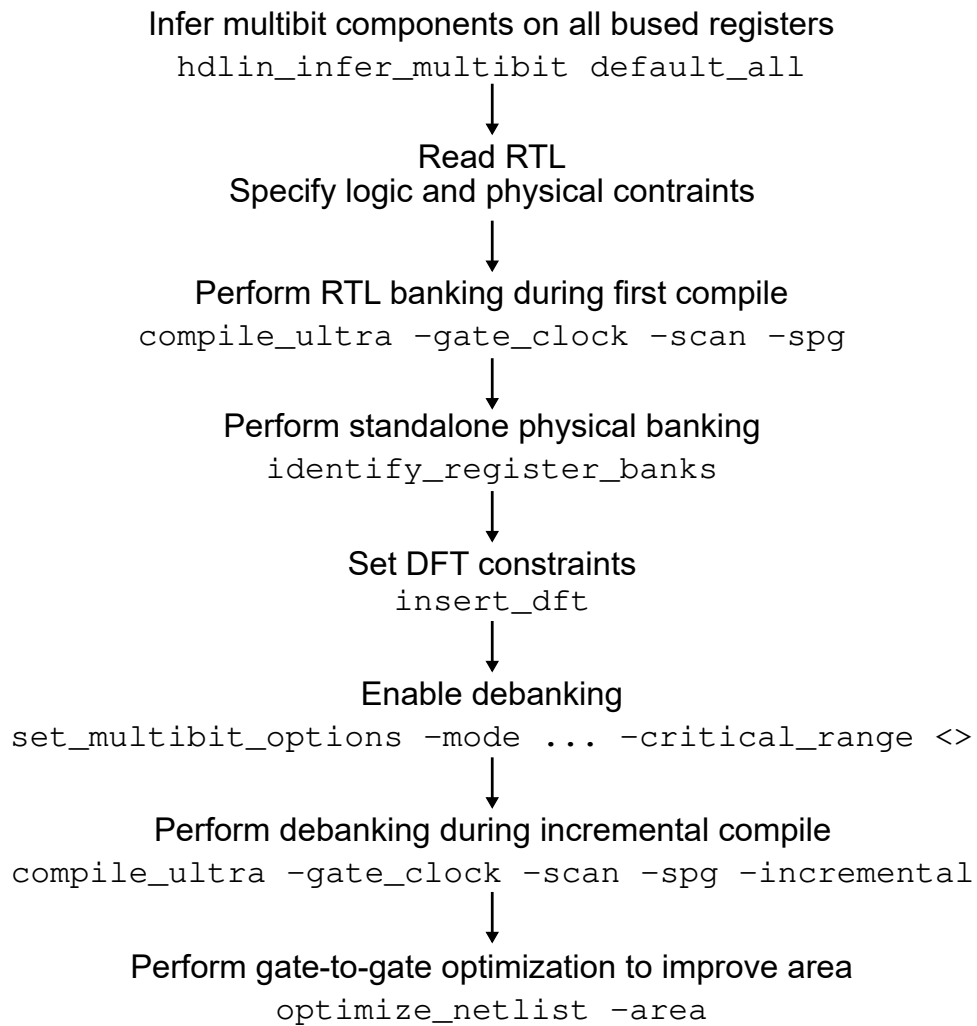 Infer multibit components on all bused registers
hdlin_infer_multibit default_all
Read RTL
Specify logic and physical contraints
Perform RTL banking during first compile
compile_ultra −gate_clock −scan −spg
Perform standalone physical banking
identify_register_banks
Set DFT constraints
insert_dft
Enable debanking
set_multibit_options −mode ... −critical_range <>
Perform debanking during incremental compile
compile_ultra −gate_clock −scan −spg −incremental
Perform gate-to-gate optimization to improve area
optimize_netlist −area